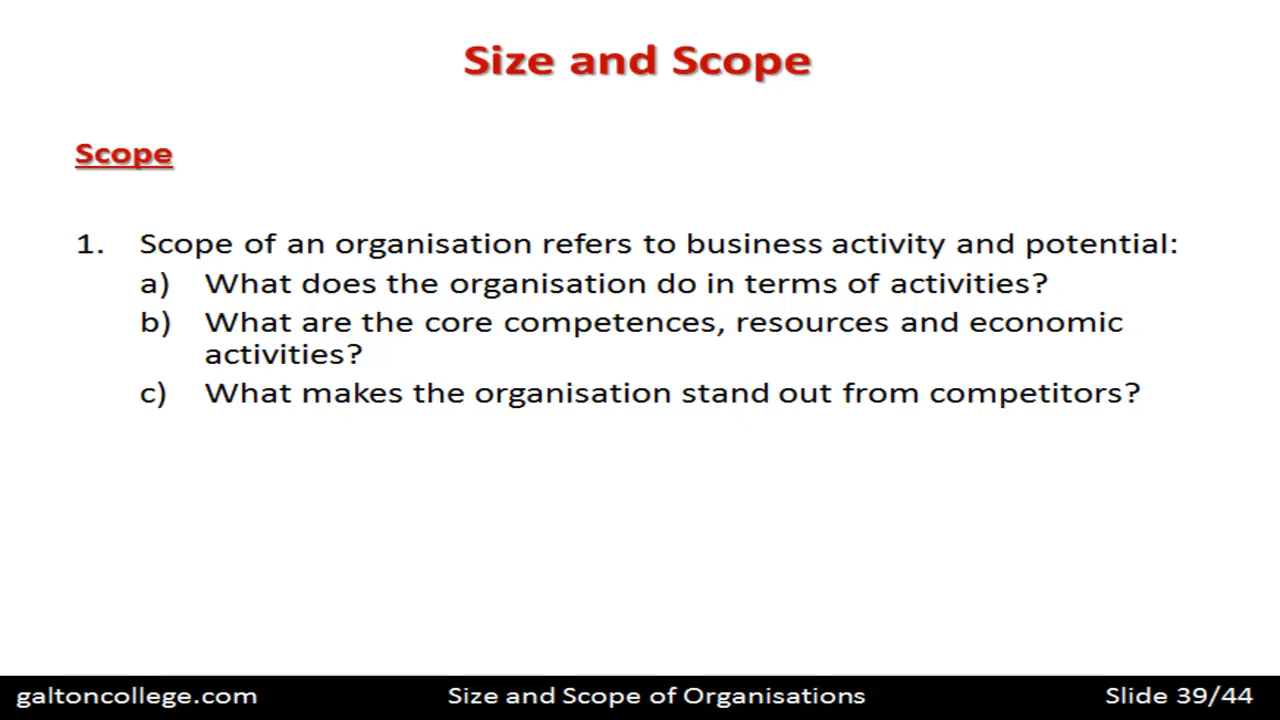 Size and Scope
Scope
1. Scope of an organisation refers to business activity and potential:
a) What does the organisation do in terms of activities?
b) What are the core competences, resources and economic
activities?
c) What makes the organisation stand out from competitors?
galtoncollege.com Size and Scope of Organisations Slide 39/44